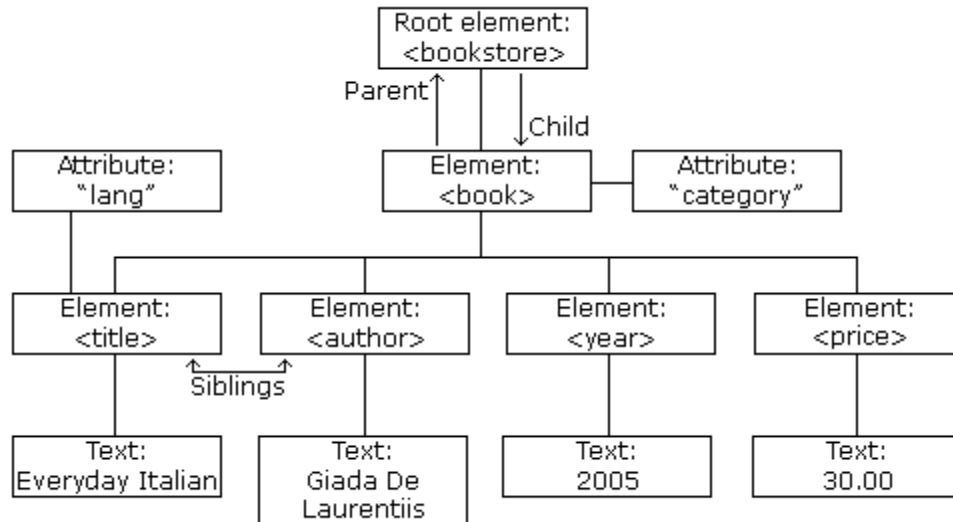 Root element:
<bookstore>
Parent
Child
Attribute:
“lang”
Element:
<book>
Attribute:
“category”
Element:
<title>
Element:
<author>
Element:
<year>
Element:
<price>
Siblings
Text:
Everyday Italian
Text:
Giada De
Laurentiis
Text:
2005
Text:
30.00